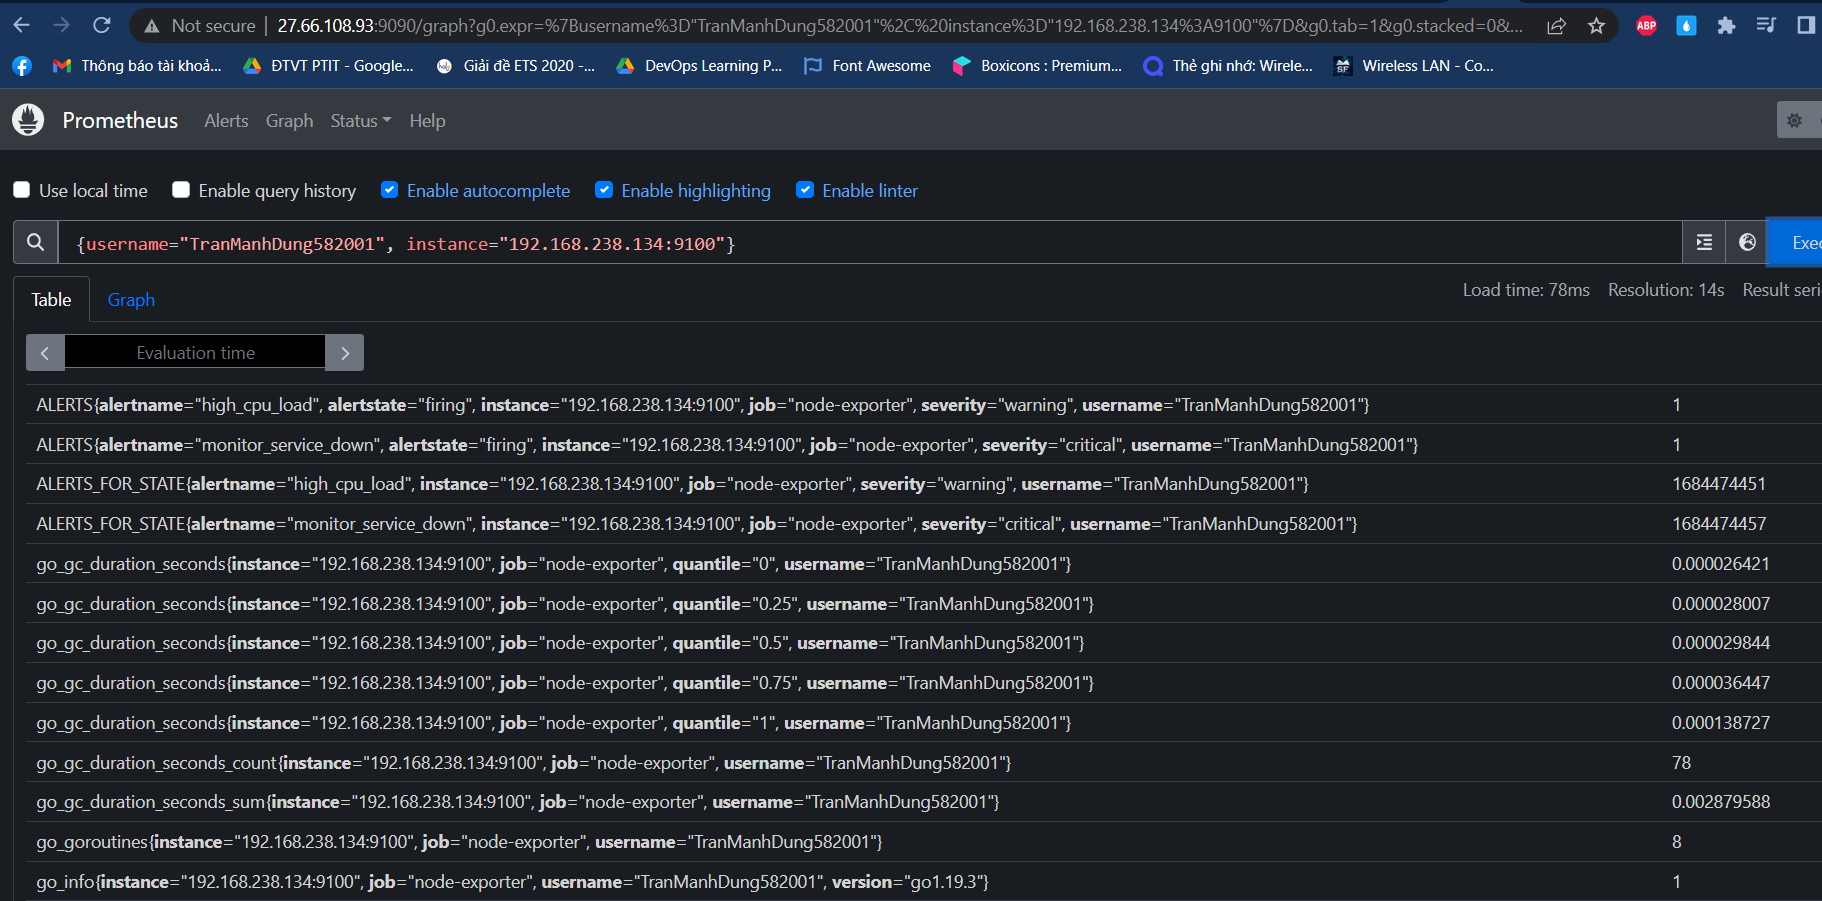 Not secure | 27.66.108.93:9090/graph?g0.expr=%7Busername%3D"TranManhDung582001"%2C%20instance%3D"192.168.238.134%3A9100"%7D&g0.tab=1&g0.stacked=0&... ABP
Thông báo tài khoả... ĐTVT PTIT - Google... Giải đề ETS 2020 -... DevOps Learning P... Font Awesome Boxicons : Premium... Thẻ ghi nhớ: Wirele... SF Wireless LAN - Co...
Prometheus Alerts Graph Status Help
Use local time Enable query history Enable autocomplete Enable highlighting Enable linter
{username="TranManhDung582001", instance="192.168.238.134:9100"} Exec
Table Graph Load time: 78ms Resolution: 14s Result seri
Evaluation time
ALERTS{alertname="high_cpu_load", alertstate="firing", instance="192.168.238.134:9100", job="node-exporter", severity="warning", username="TranManhDung582001"} 1
ALERTS{alertname="monitor_service_down", alertstate="firing", instance="192.168.238.134:9100", job="node-exporter", severity="critical", username="TranManhDung582001"} 1
ALERTS_FOR_STATE{alertname="high_cpu_load", instance="192.168.238.134:9100", job="node-exporter", severity="warning", username="TranManhDung582001"} 1684474451
ALERTS_FOR_STATE{alertname="monitor_service_down", instance="192.168.238.134:9100", job="node-exporter", severity="critical", username="TranManhDung582001"} 1684474457
go_gc_duration_seconds{instance="192.168.238.134:9100", job="node-exporter", quantile="0", username="TranManhDung582001"} 0.000026421
go_gc_duration_seconds{instance="192.168.238.134:9100", job="node-exporter", quantile="0.25", username="TranManhDung582001"} 0.000028007
go_gc_duration_seconds{instance="192.168.238.134:9100", job="node-exporter", quantile="0.5", username="TranManhDung582001"} 0.000029844
go_gc_duration_seconds{instance="192.168.238.134:9100", job="node-exporter", quantile="0.75", username="TranManhDung582001"} 0.000036447
go_gc_duration_seconds{instance="192.168.238.134:9100", job="node-exporter", quantile="1", username="TranManhDung582001"} 0.000138727
go_gc_duration_seconds_count{instance="192.168.238.134:9100", job="node-exporter", username="TranManhDung582001"} 78
go_gc_duration_seconds_sum{instance="192.168.238.134:9100", job="node-exporter", username="TranManhDung582001"} 0.002879588
go_goroutines{instance="192.168.238.134:9100", job="node-exporter", username="TranManhDung582001"} 8
go_info{instance="192.168.238.134:9100", job="node-exporter", username="TranManhDung582001", version="go1.19.3"} 1